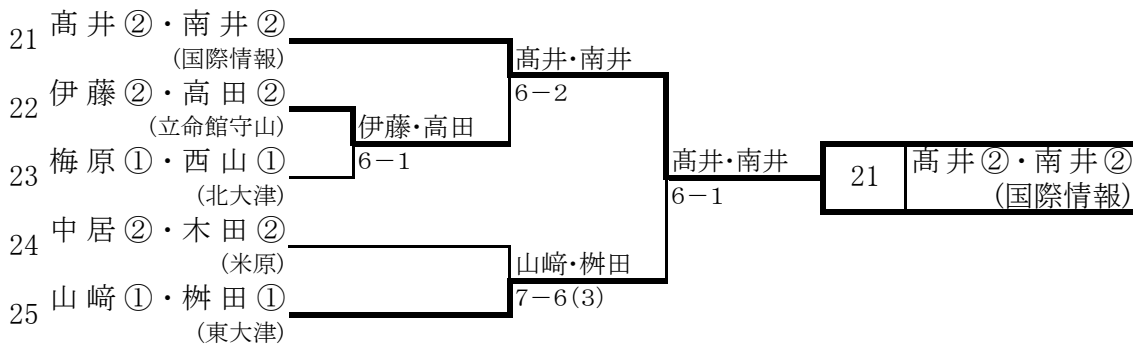 21 髙井②・南井②
(国際情報)
22 伊藤②・高田②
(立命館守山)
23 梅原①・西山①
(北大津)
24 中居②・木田②
(米原)
25 山﨑①・桝田①
(東大津)
伊藤・高田
6-1
髙井・南井
6-2
山﨑・桝田
7-6(3)
髙井・南井
6-1
21 髙井②・南井②
(国際情報)